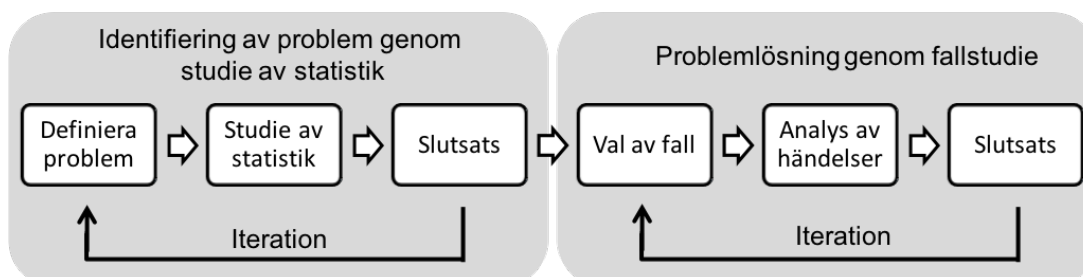 Identifiering av problem genom
studie av statistik
Definiera
problem
Studie av
statistik
Slutsats
Iteration
Problemlösning genom fallstudie
Val av fall
Analys av
händelser
Slutsats
Iteration